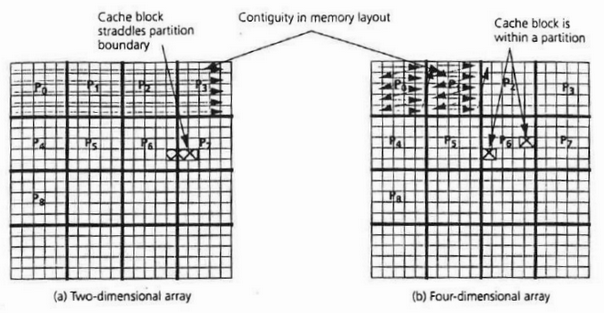 Cache block
straddles partition
boundary
Contiguity in memory layout
Cache block is
within a partition
P0 P1 P2 P3
P4 P5 P6 P7
P8
P0 P1 P2 P3
P4 P5 P6 P7
P8
(a) Two-dimensional array
(b) Four-dimensional array